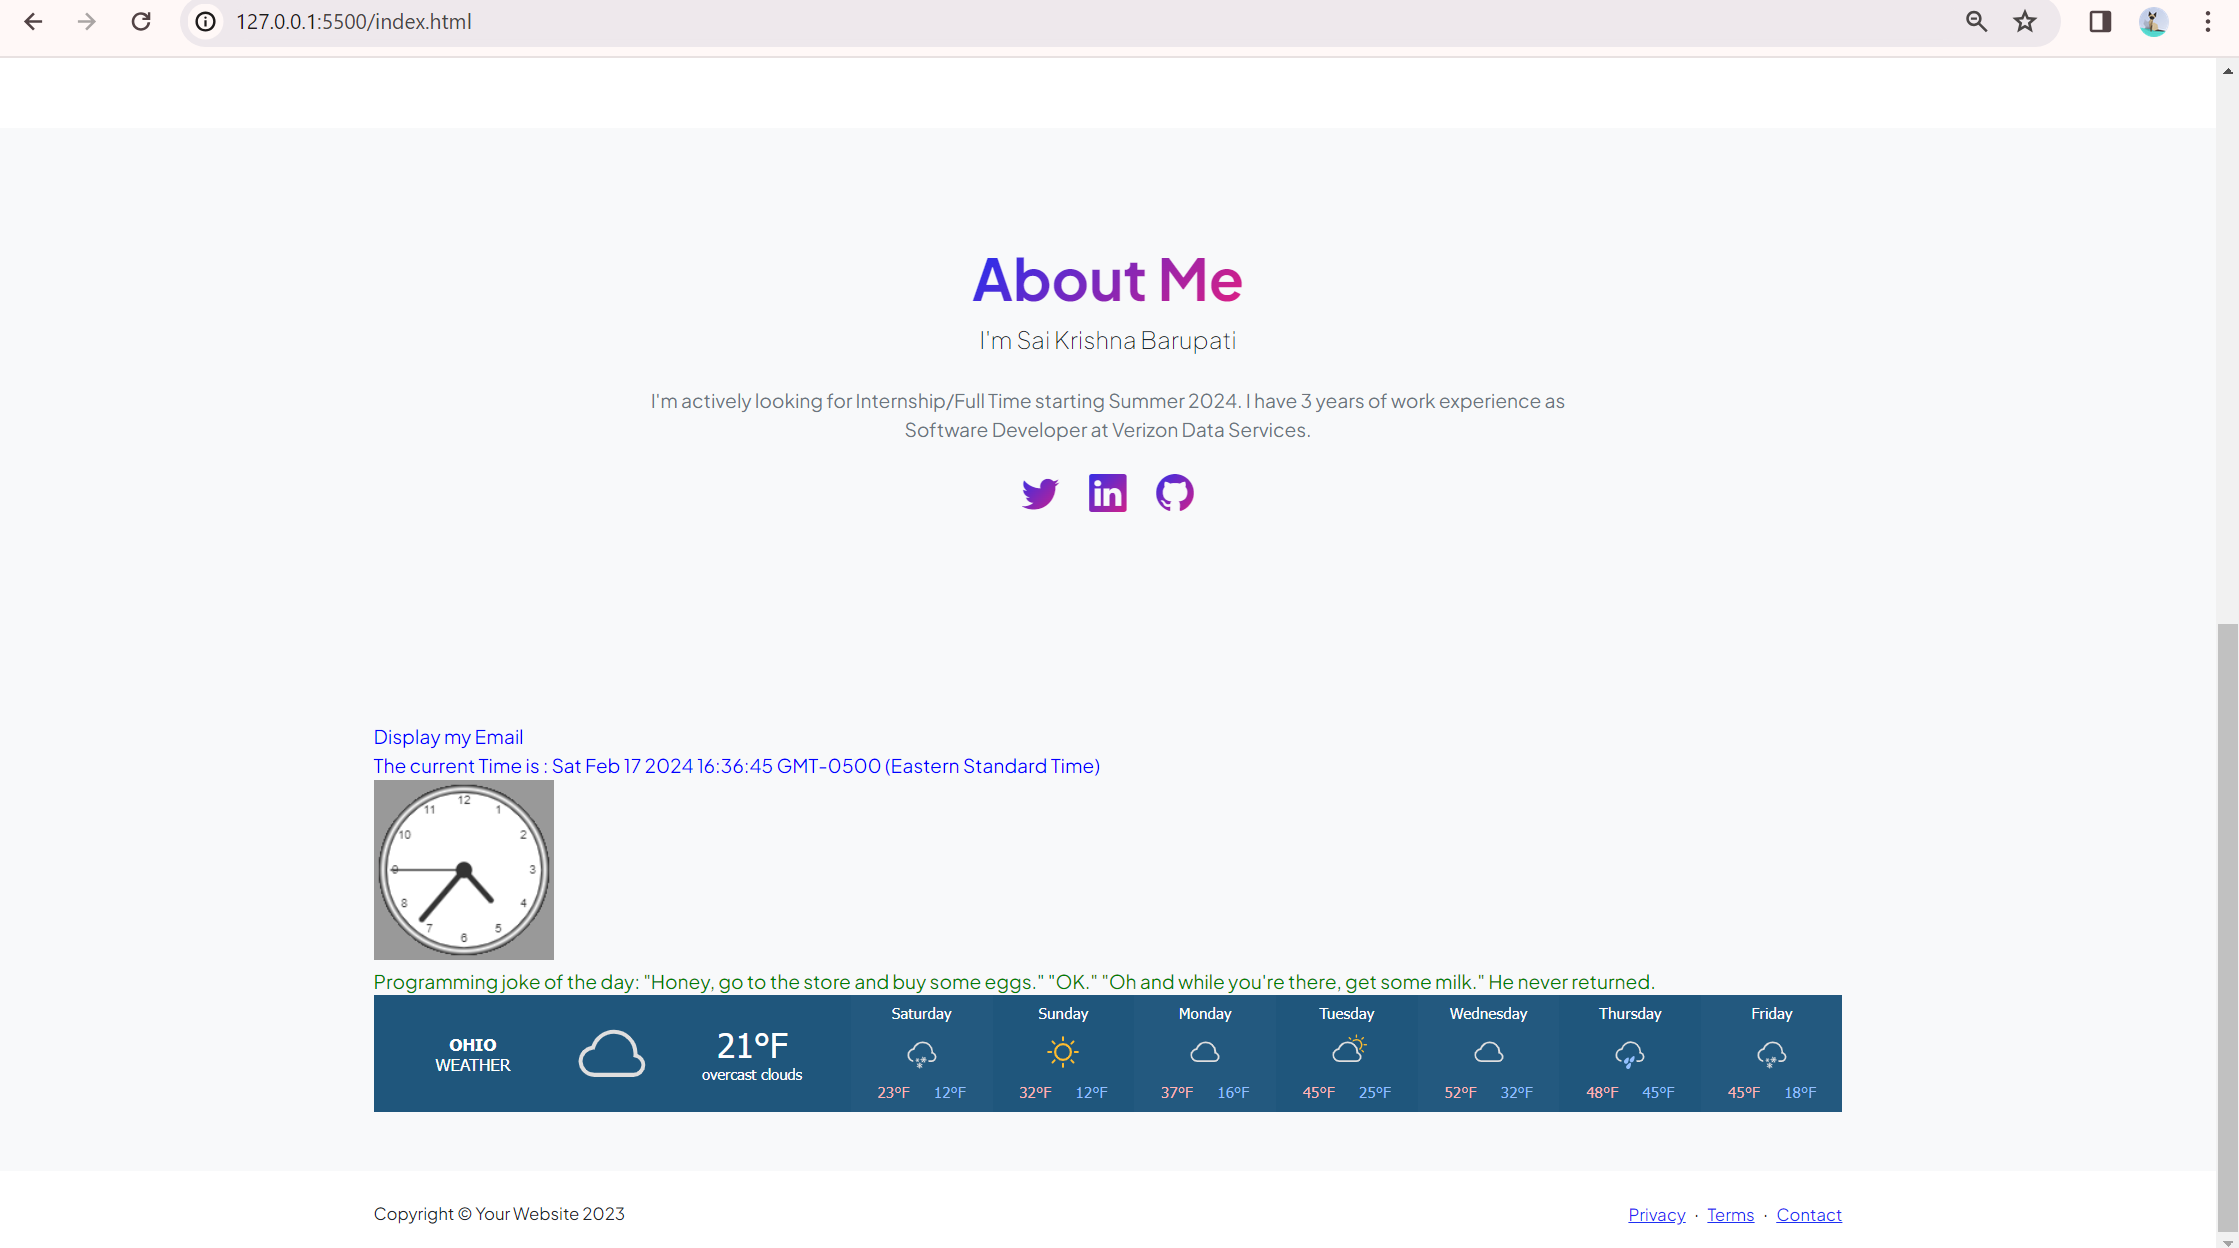 127.0.0.1:5500/index.html
About Me
I'm Sai Krishna Barupati
I'm actively looking for Internship/Full Time starting Summer 2024. I have 3 years of work experience as
Software Developer at Verizon Data Services.
in
Display my Email
The current Time is : Sat Feb 17 2024 16:36:45 GMT-0500 (Eastern Standard Time)
12
11 1
10 2
9 3
8 4
7 5
6
Programming joke of the day: "Honey, go to the store and buy some eggs." "OK." "Oh and while you're there, get some milk." He never returned.
Saturday Sunday Monday Tuesday Wednesday Thursday Friday
OHIO
WEATHER
21°F
overcast clouds
23°F 12°F 32°F 12°F 37°F 16°F 45°F 25°F 52°F 32°F 48°F 45°F 45°F 18°F
Copyright © Your Website 2023
Privacy · Terms · Contact